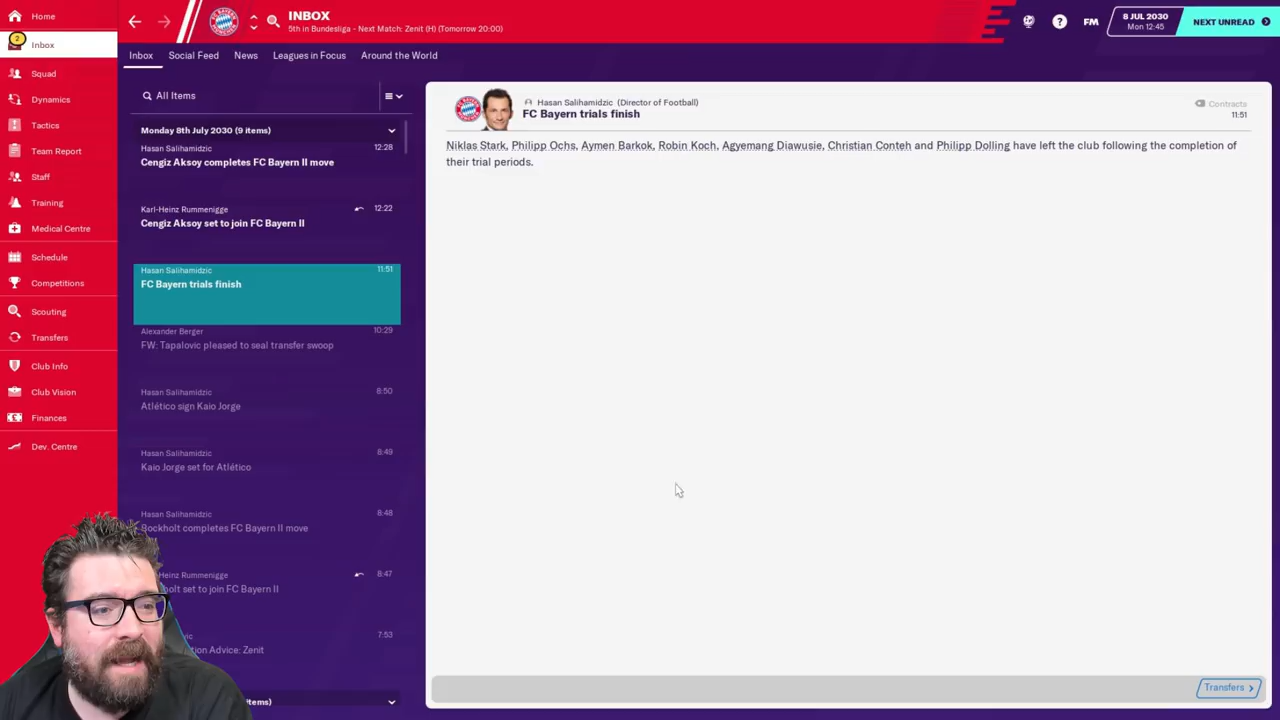 Home
INBOX
5th in Bundesliga - Next Match: Zenit (H) (Tomorrow 20:00)
?
FM
8 JUL 2030
Mon 12:45
NEXT UNREAD
2
Inbox
Squad
Dynamics
Tactics
Team Report
Staff
Training
Medical Centre
Schedule
Competitions
Scouting
Transfers
Club Info
Club Vision
Finances
Dev. Centre
Inbox
Social Feed
News
Leagues in Focus
Around the World
All Items
Monday 8th July 2030 (9 items)
Hasan Salihamidzic 12:28
Cengiz Aksoy completes FC Bayern II move
Karl-Heinz Rummenigge 12:22
Cengiz Aksoy set to join FC Bayern II
Hasan Salihamidzic 11:51
FC Bayern trials finish
Alexander Berger 10:29
FW: Tapalovic pleased to seal transfer swoop
Hasan Salihamidzic 8:50
Atlético sign Kaio Jorge
Hasan Salihamidzic 8:49
Kaio Jorge set for Atlético
Hasan Salihamidzic 8:48
Bockholt completes FC Bayern II move
Heinz Rummenigge 8:47
set to join FC Bayern II
7:53
Advice: Zenit
items)
Hasan Salihamidzic (Director of Football)
FC Bayern trials finish
Contracts
11:51
Niklas Stark, Philipp Ochs, Aymen Barkok, Robin Koch, Agyemang Diawusie, Christian Conteh and Philipp Dolling have left the club following the completion of
their trial periods.
Transfers